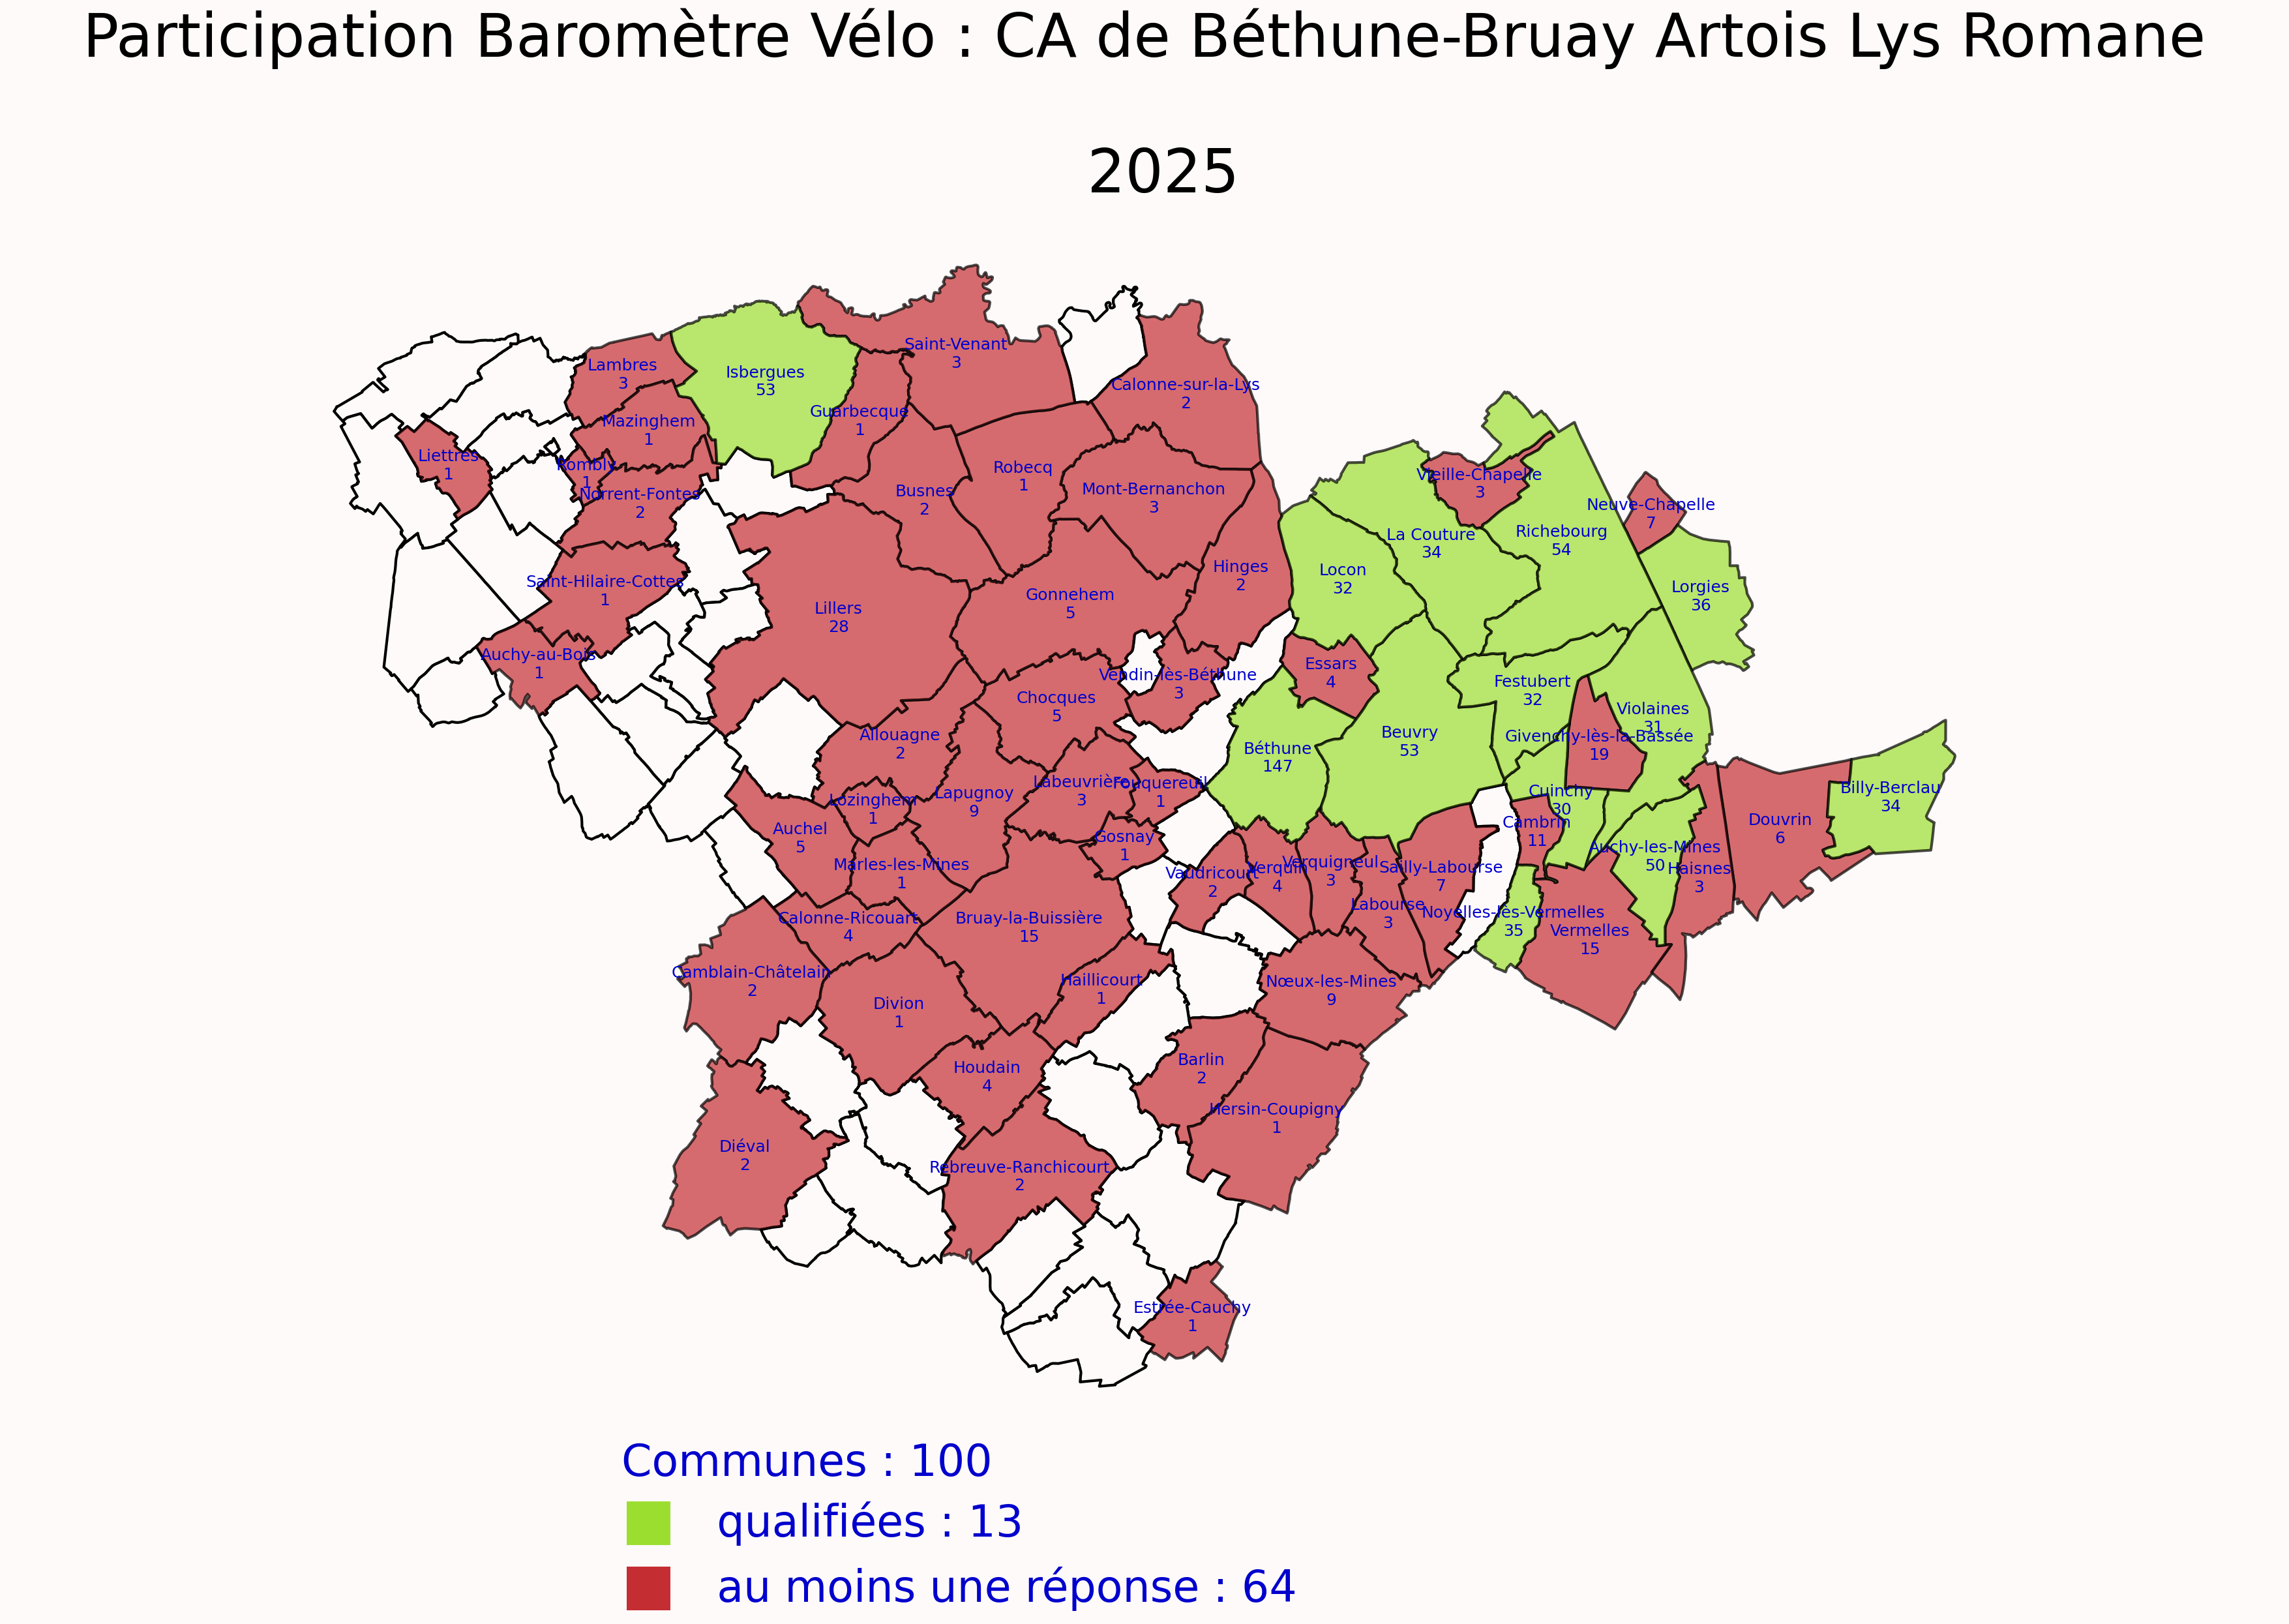 Participation Baromètre Vélo : CA de Béthune-Bruay Artois Lys Romane
2025
Saint-Venant
3
Lambres
3
Isbergues
53
Calonne-sur-la-Lys
2
Guarbecque
1
Mazinghem
1
Liettres
1
Rombly
1
Norrent-Fontes
2
Robecq
1
Busnes
2
Mont-Bernanchon
3
Vieille-Chapelle
3
Neuve-Chapelle
7
Richebourg
54
La Couture
34
Hinges
2
Locon
32
Lorgies
36
Saint-Hilaire-Cottes
1
Gonnehem
5
Lillers
28
Auchy-au-Bois
1
Essars
4
Vendin-lès-Béthune
3
Festubert
32
Chocques
5
Violaines
31
Allouagne
2
Béthune
147
Beuvry
53
Givenchy-lès-la-Bassée
19
Labeuvrière
3
Fouquereuil
1
Billy-Berclau
34
Lozinghem
1
Lapugnoy
9
Cuinchy
30
Cambrin
11
Douvrin
6
Auchel
5
Gosnay
1
Auchy-les-Mines
50
Marles-les-Mines
1
Vaudricourt
2
Verquin
4
Verquigneul
3
Sailly-Labourse
7
Haisnes
3
Labourse
3
Noyelles-lès-Vermelles
35
Vermelles
15
Calonne-Ricouart
4
Bruay-la-Buissière
15
Camblain-Châtelain
2
Haillicourt
1
Nœux-les-Mines
9
Divion
1
Houdain
4
Barlin
2
Hersin-Coupigny
1
Diéval
2
Rebreuve-Ranchicourt
2
Estrée-Cauchy
1
Communes : 100
qualifiées : 13
au moins une réponse : 64